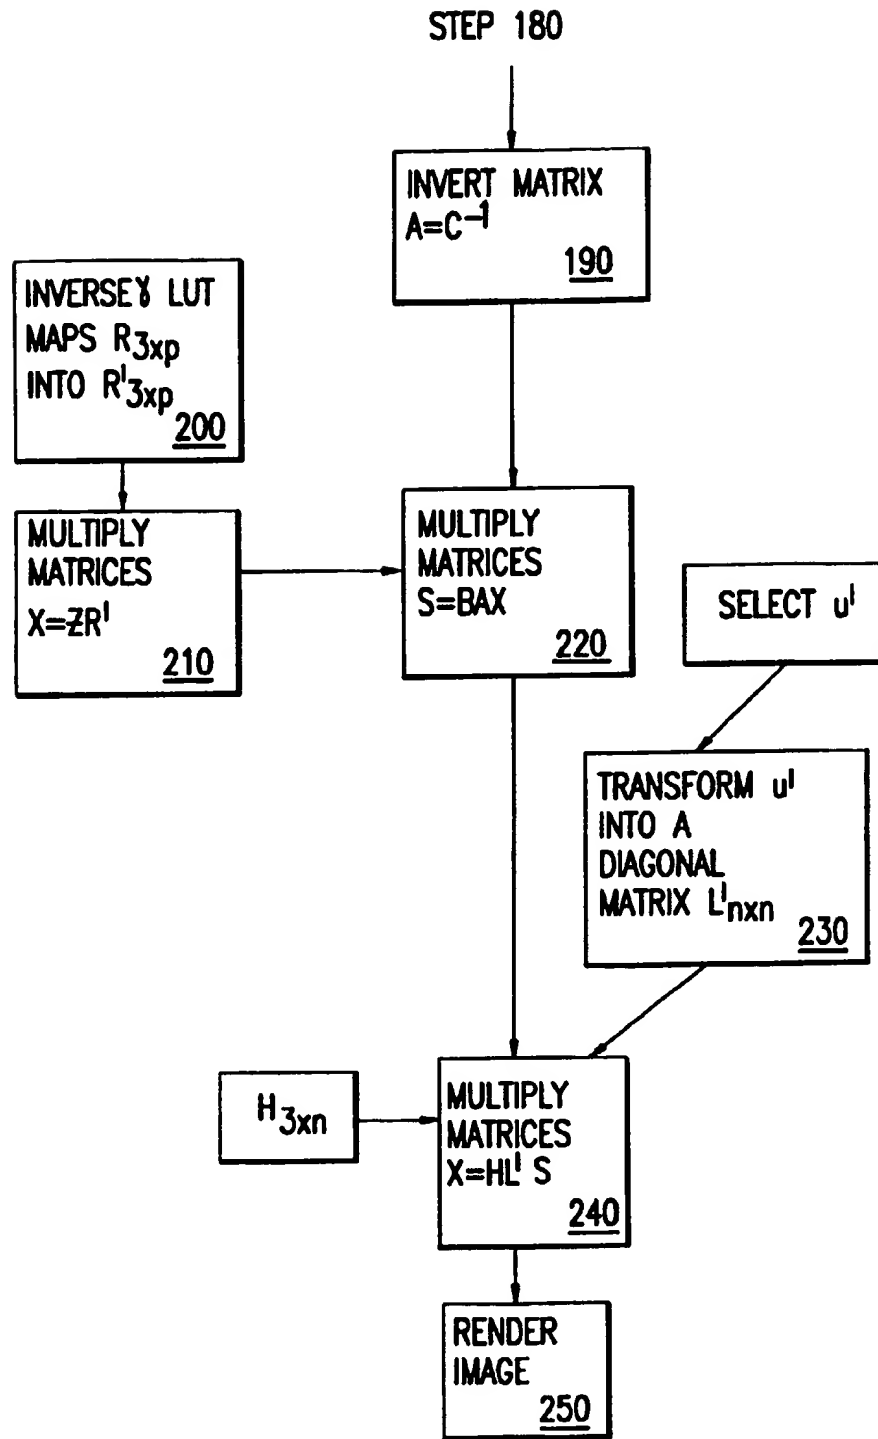 STEP 180
INVERT MATRIX
A=C⁻¹
190
INVERSE γ LUT
MAPS R₃ₓₚ
INTO R'₃ₓₚ
200
MULTIPLY
MATRICES
X=ZR'
210
MULTIPLY
MATRICES
S=BAX
220
SELECT u'
TRANSFORM u'
INTO A
DIAGONAL
MATRIX L'ₙₓₙ
230
H₃ₓₙ
MULTIPLY
MATRICES
X=HL' S
240
RENDER
IMAGE
250